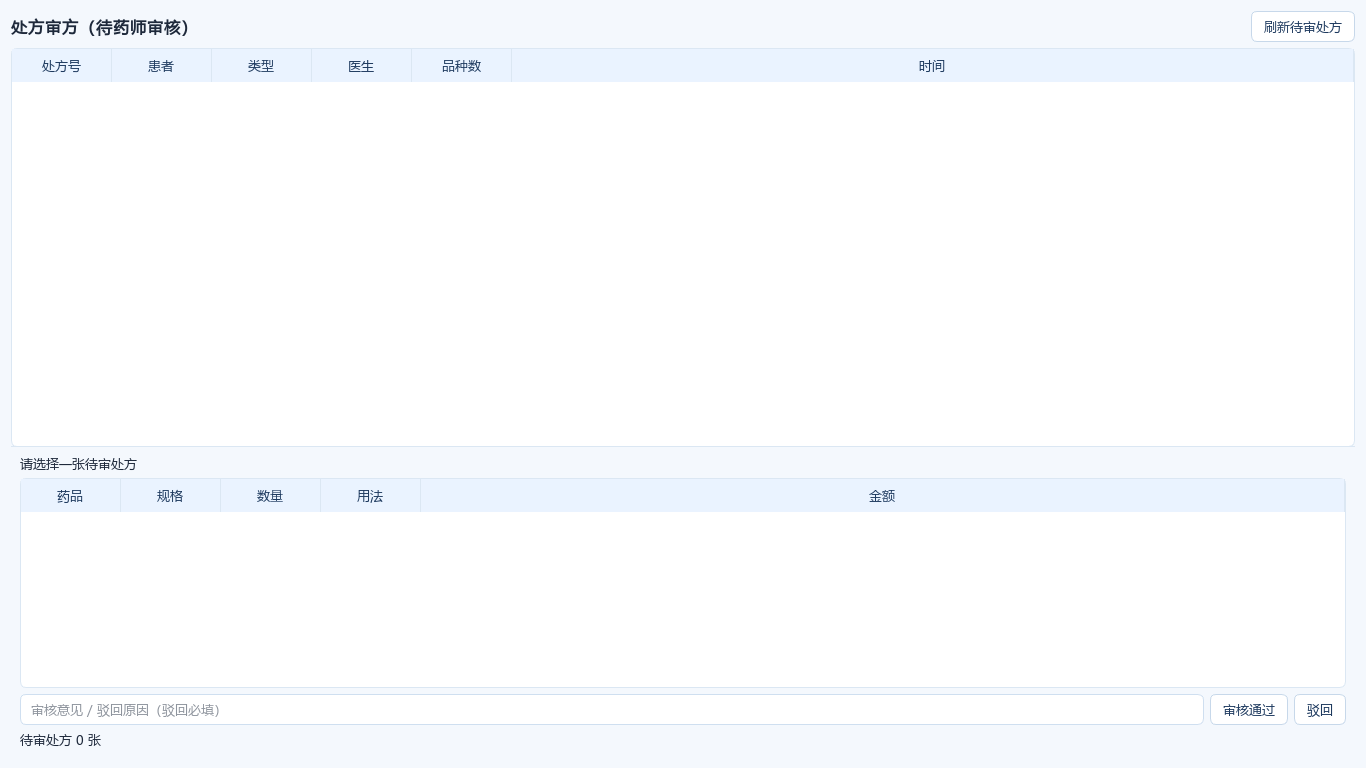 处方审方（待药师审核）
刷新待审处方
处方号 患者 类型 医生 品种数 时间
请选择一张待审处方
药品 规格 数量 用法 金额
审核意见 / 驳回原因（驳回必填）
审核通过
驳回
待审处方 0 张